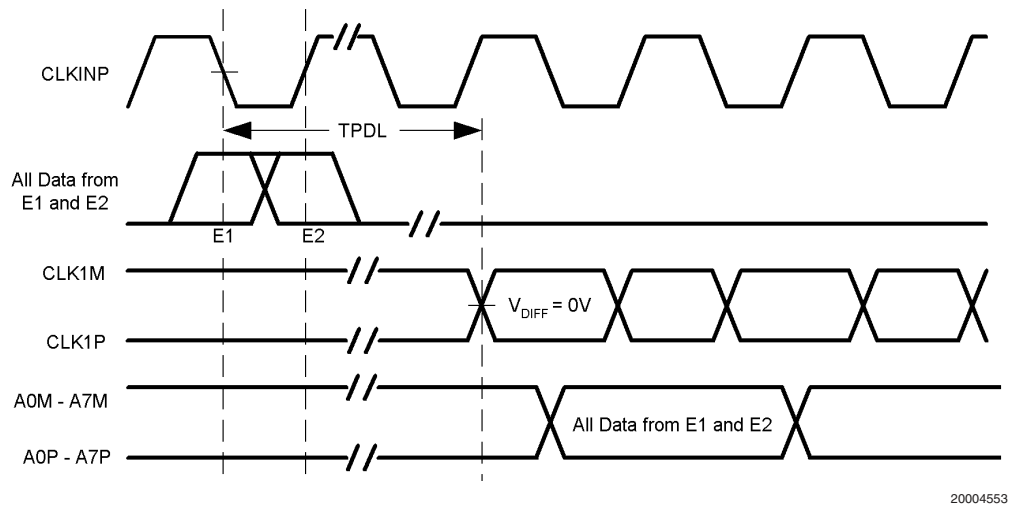 CLKINP
TPDL
All Data from
E1 and E2
E1
E2
CLK1M
V_DIFF = 0V
CLK1P
A0M - A7M
All Data from E1 and E2
A0P - A7P
20004553